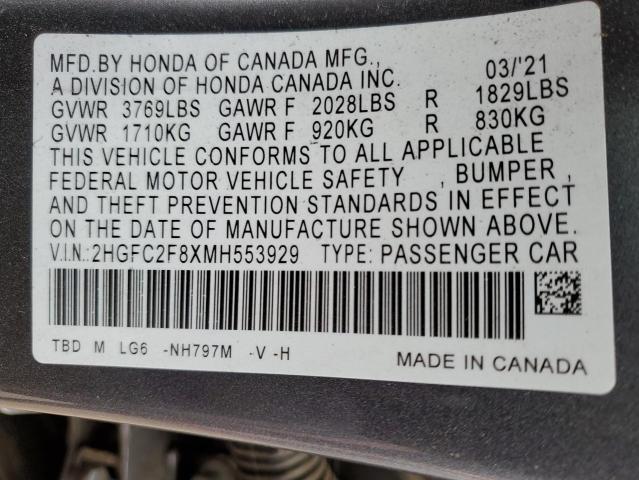 MFD.BY HONDA OF CANADA MFG., 03/'21
A DIVISION OF HONDA CANADA INC.
GVWR 3769LBS GAWR F 2028LBS R 1829LBS
GVWR 1710KG GAWR F 920KG R 830KG
THIS VEHICLE CONFORMS TO ALL APPLICABLE
FEDERAL MOTOR VEHICLE SAFETY , BUMPER ,
AND THEFT PREVENTION STANDARDS IN EFFECT
ON THE DATE OF MANUFACTURE SHOWN ABOVE.
V.I.N.:2HGFC2F8XMH553929 TYPE: PASSENGER CAR
TBD M LG6 -NH797M -V -H MADE IN CANADA